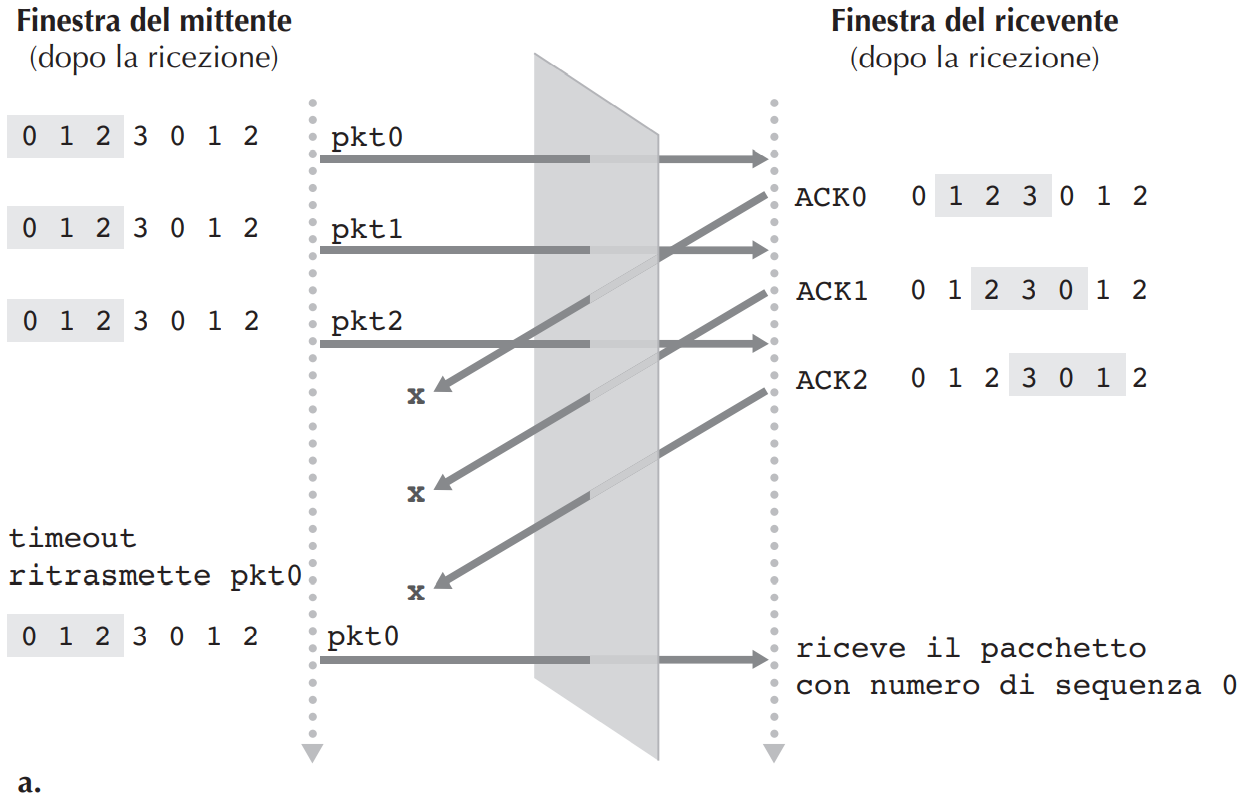 Finestra del mittente
(dopo la ricezione)
Finestra del ricevente
(dopo la ricezione)
0 1 2 3 0 1 2
pkt0
ACK0 0 1 2 3 0 1 2
0 1 2 3 0 1 2
pkt1
ACK1 0 1 2 3 0 1 2
0 1 2 3 0 1 2
pkt2
ACK2 0 1 2 3 0 1 2
x
x
timeout
ritrasmette pkt0
x
0 1 2 3 0 1 2
pkt0
riceve il pacchetto
con numero di sequenza 0
a.